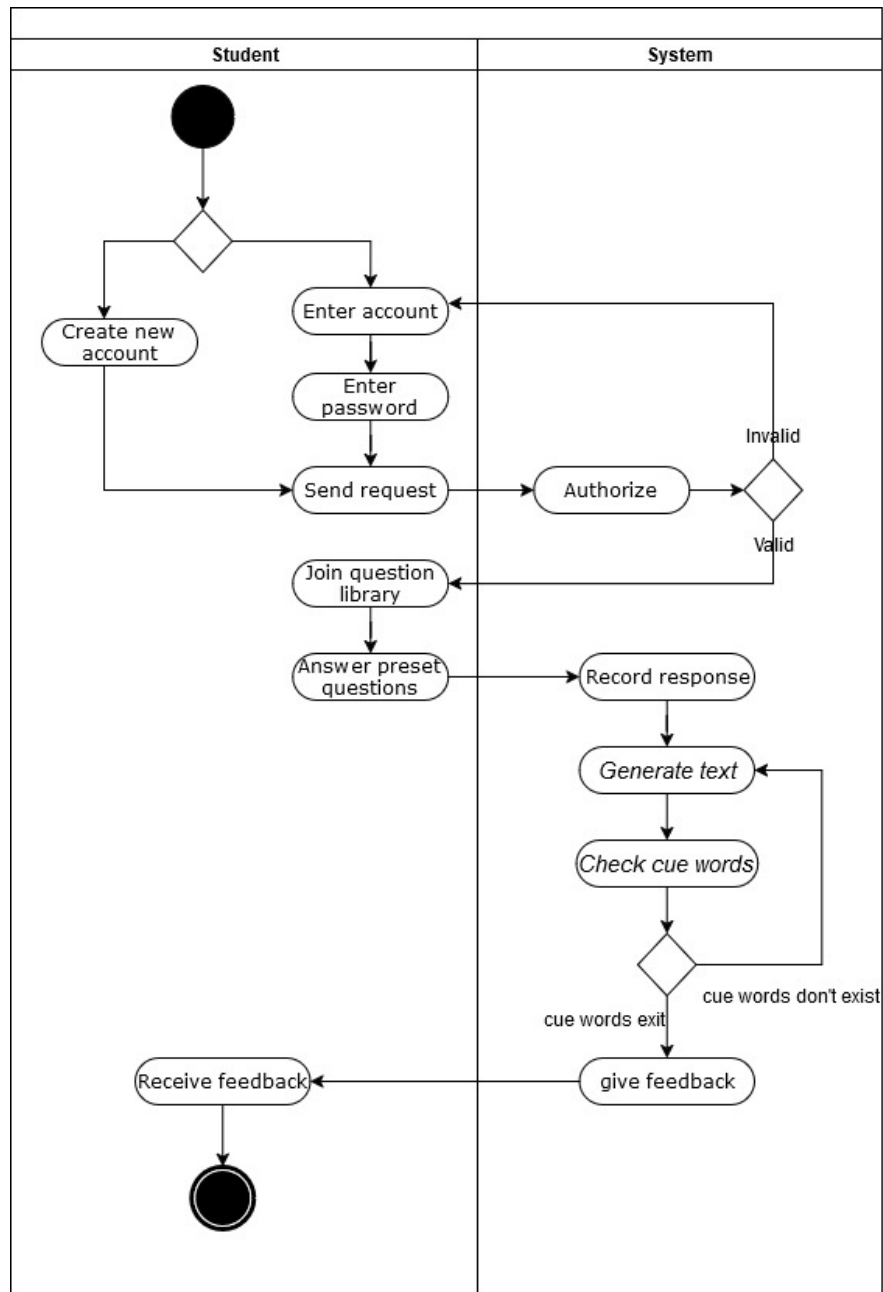 Student
System
Create new
account
Enter account
Enter
password
Invalid
Send request
Authorize
Valid
Join question
library
Answer preset
questions
Record response
Generate text
Check cue words
cue words don't exist
cue words exit
Receive feedback
give feedback